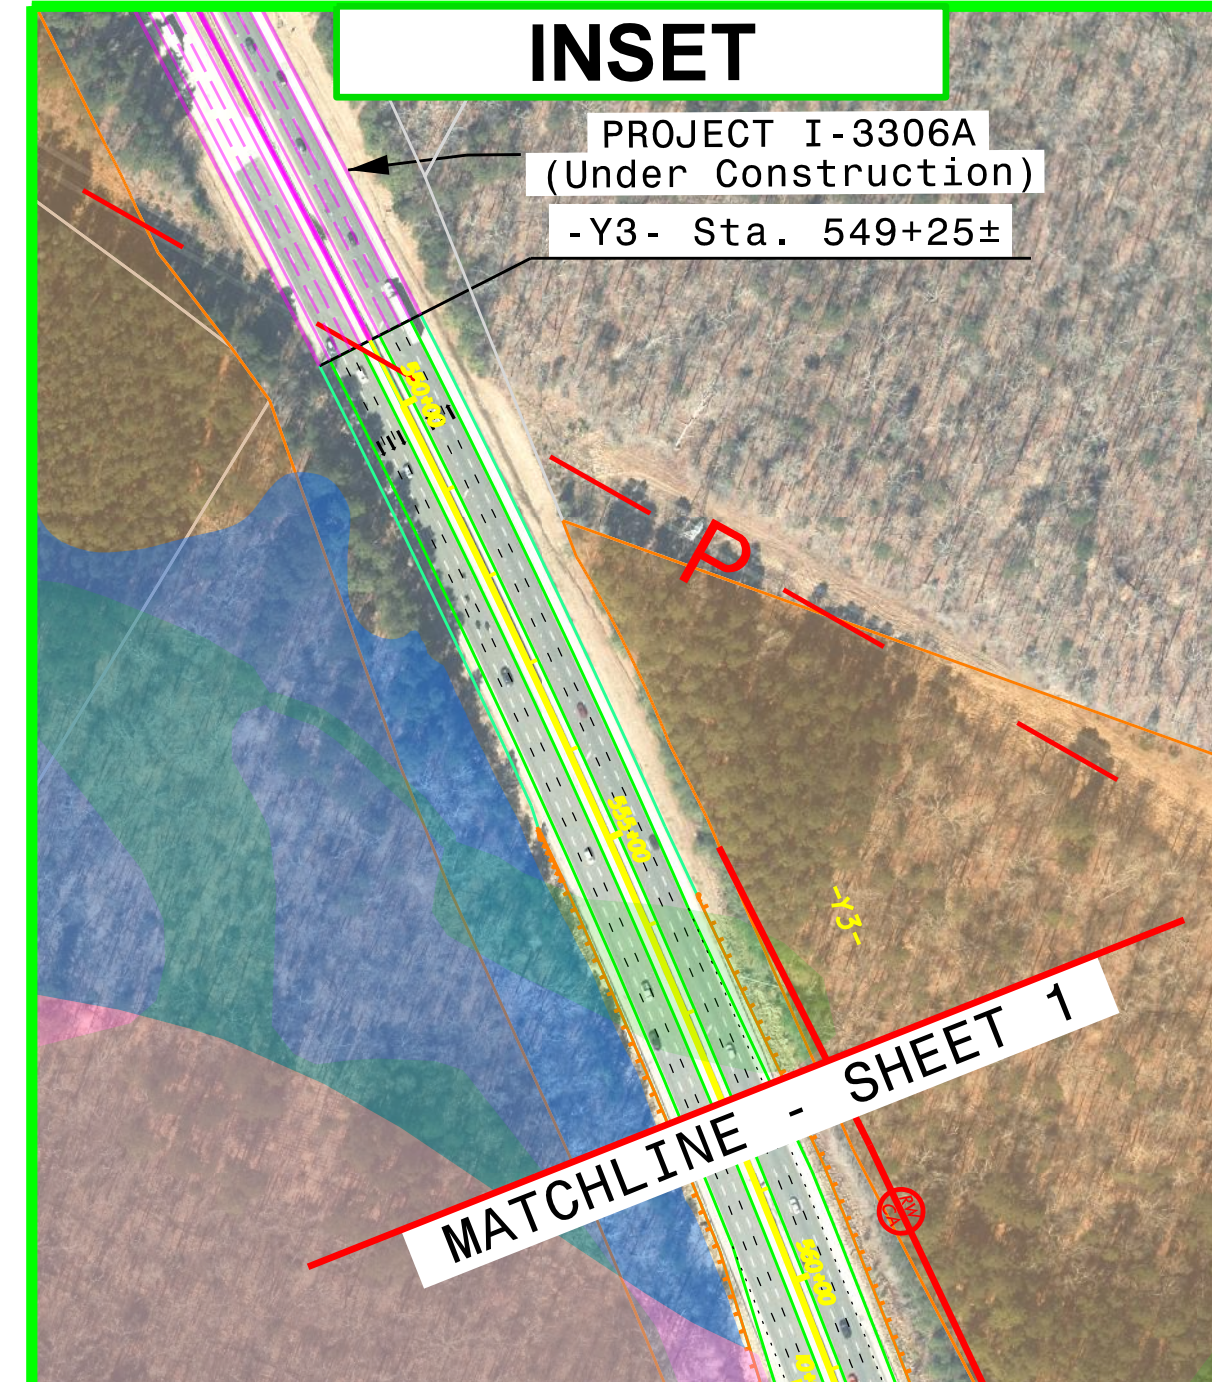 INSET
PROJECT I-3306A
(Under Construction)
-Y3- Sta. 549+25±
550+00
P
555+00
-Y3-
MATCHLINE - SHEET 1
RW
CA
560+00